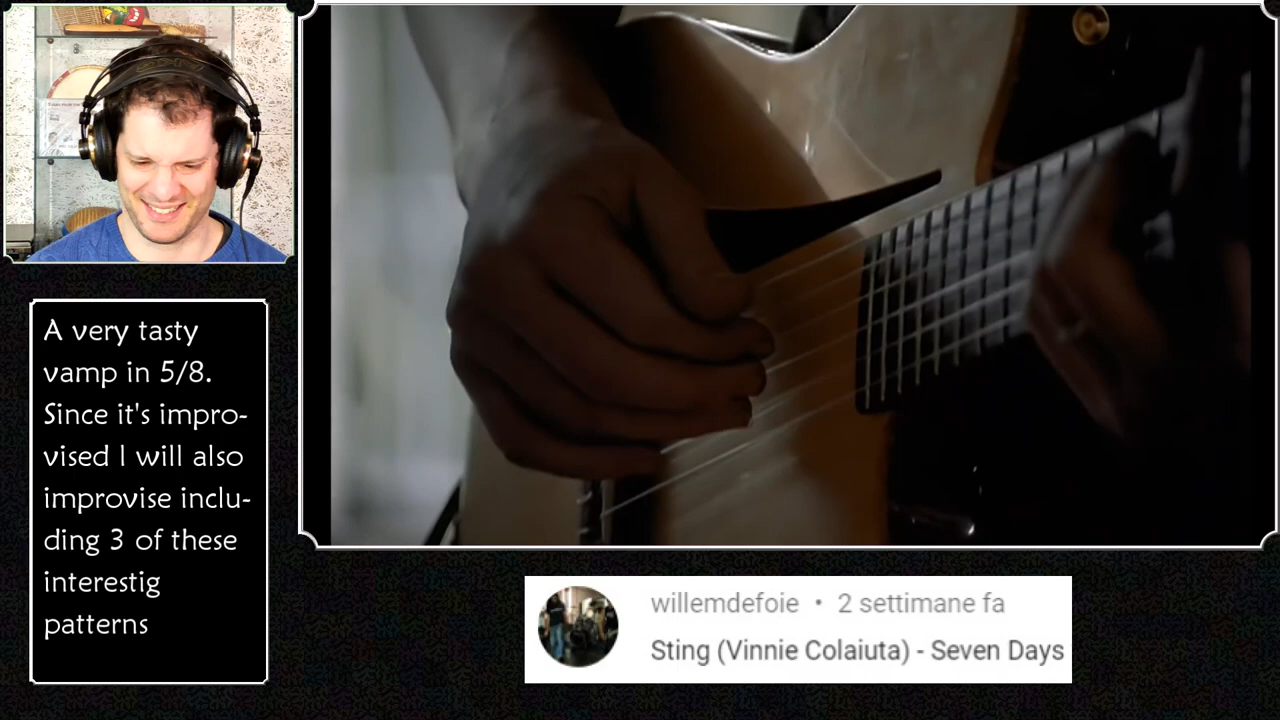 A very tasty
vamp in 5/8.
Since it's impro-
vised I will also
improvise inclu-
ding 3 of these
interestig
patterns
willemdefoie • 2 settimane fa
Sting (Vinnie Colaiuta) - Seven Days